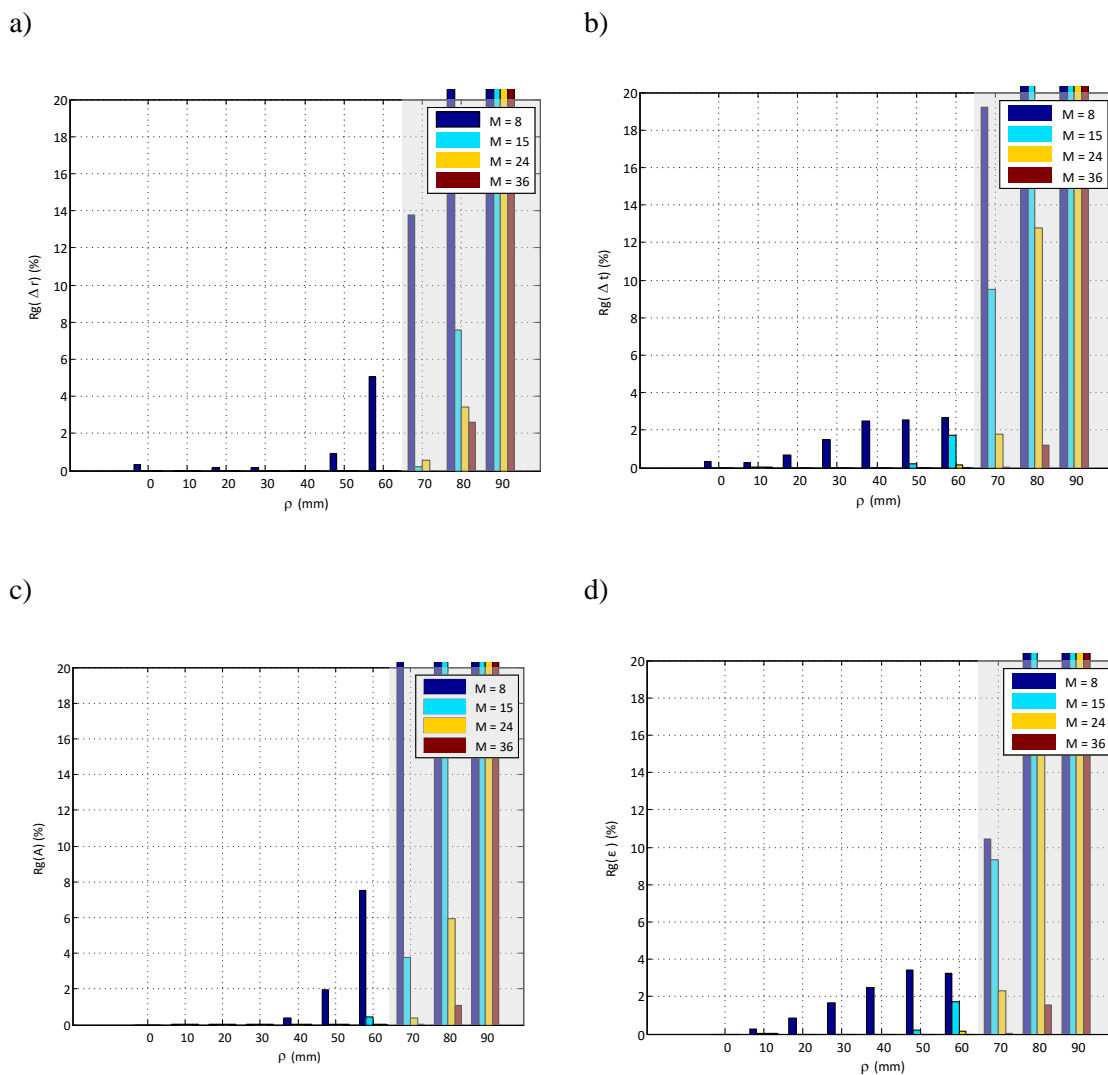 a)
b)
20
18
16
14
12
10
8
6
4
2
0
Rg( Δ r) (%)
0 10 20 30 40 50 60 70 80 90
ρ (mm)
M = 8
M = 15
M = 24
M = 36
20
18
16
14
12
10
8
6
4
2
0
Rg( Δ t) (%)
0 10 20 30 40 50 60 70 80 90
ρ (mm)
M = 8
M = 15
M = 24
M = 36
c)
d)
20
18
16
14
12
10
8
6
4
2
0
Rg(A) (%)
0 10 20 30 40 50 60 70 80 90
ρ (mm)
M = 8
M = 15
M = 24
M = 36
20
18
16
14
12
10
8
6
4
2
0
Rg( ε ) (%)
0 10 20 30 40 50 60 70 80 90
ρ (mm)
M = 8
M = 15
M = 24
M = 36